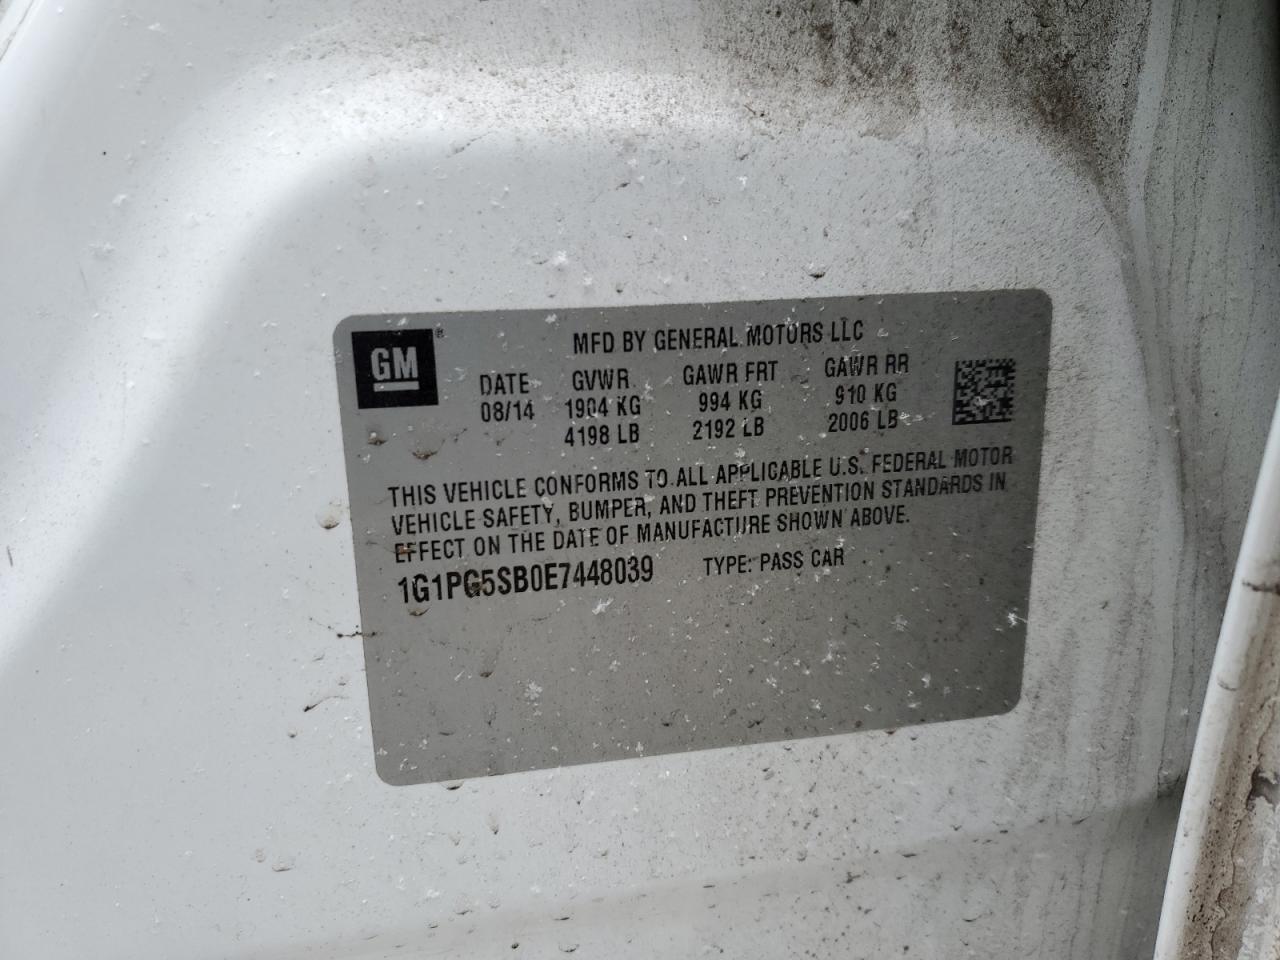 GM ®
MFD BY GENERAL MOTORS LLC
DATE GVWR GAWR FRT GAWR RR
08/14 1904 KG 994 KG 910 KG
4198 LB 2192 LB 2006 LB
THIS VEHICLE CONFORMS TO ALL APPLICABLE U.S. FEDERAL MOTOR
VEHICLE SAFETY, BUMPER, AND THEFT PREVENTION STANDARDS IN
EFFECT ON THE DATE OF MANUFACTURE SHOWN ABOVE.
1G1PG5SB0E7448039 TYPE: PASS CAR